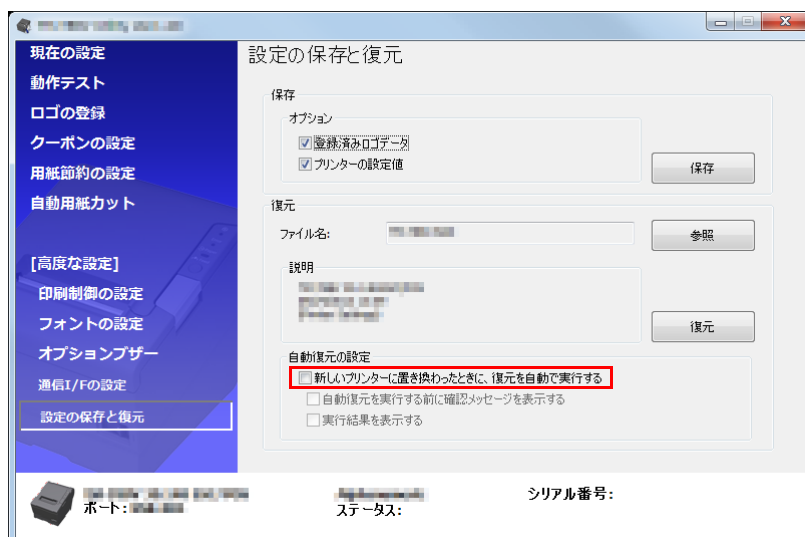 現在の設定
動作テスト
ロゴの登録
クーポンの設定
用紙節約の設定
自動用紙カット
[高度な設定]
印刷制御の設定
フォントの設定
オプションブザー
通信I/Fの設定
設定の保存と復元
設定の保存と復元
保存
オプション
登録済みロゴデータ
プリンターの設定値
保存
復元
ファイル名:
参照
説明
復元
自動復元の設定
新しいプリンターに置き換わったときに、復元を自動で実行する
自動復元を実行する前に確認メッセージを表示する
実行結果を表示する
ポート:
ステータス:
シリアル番号: